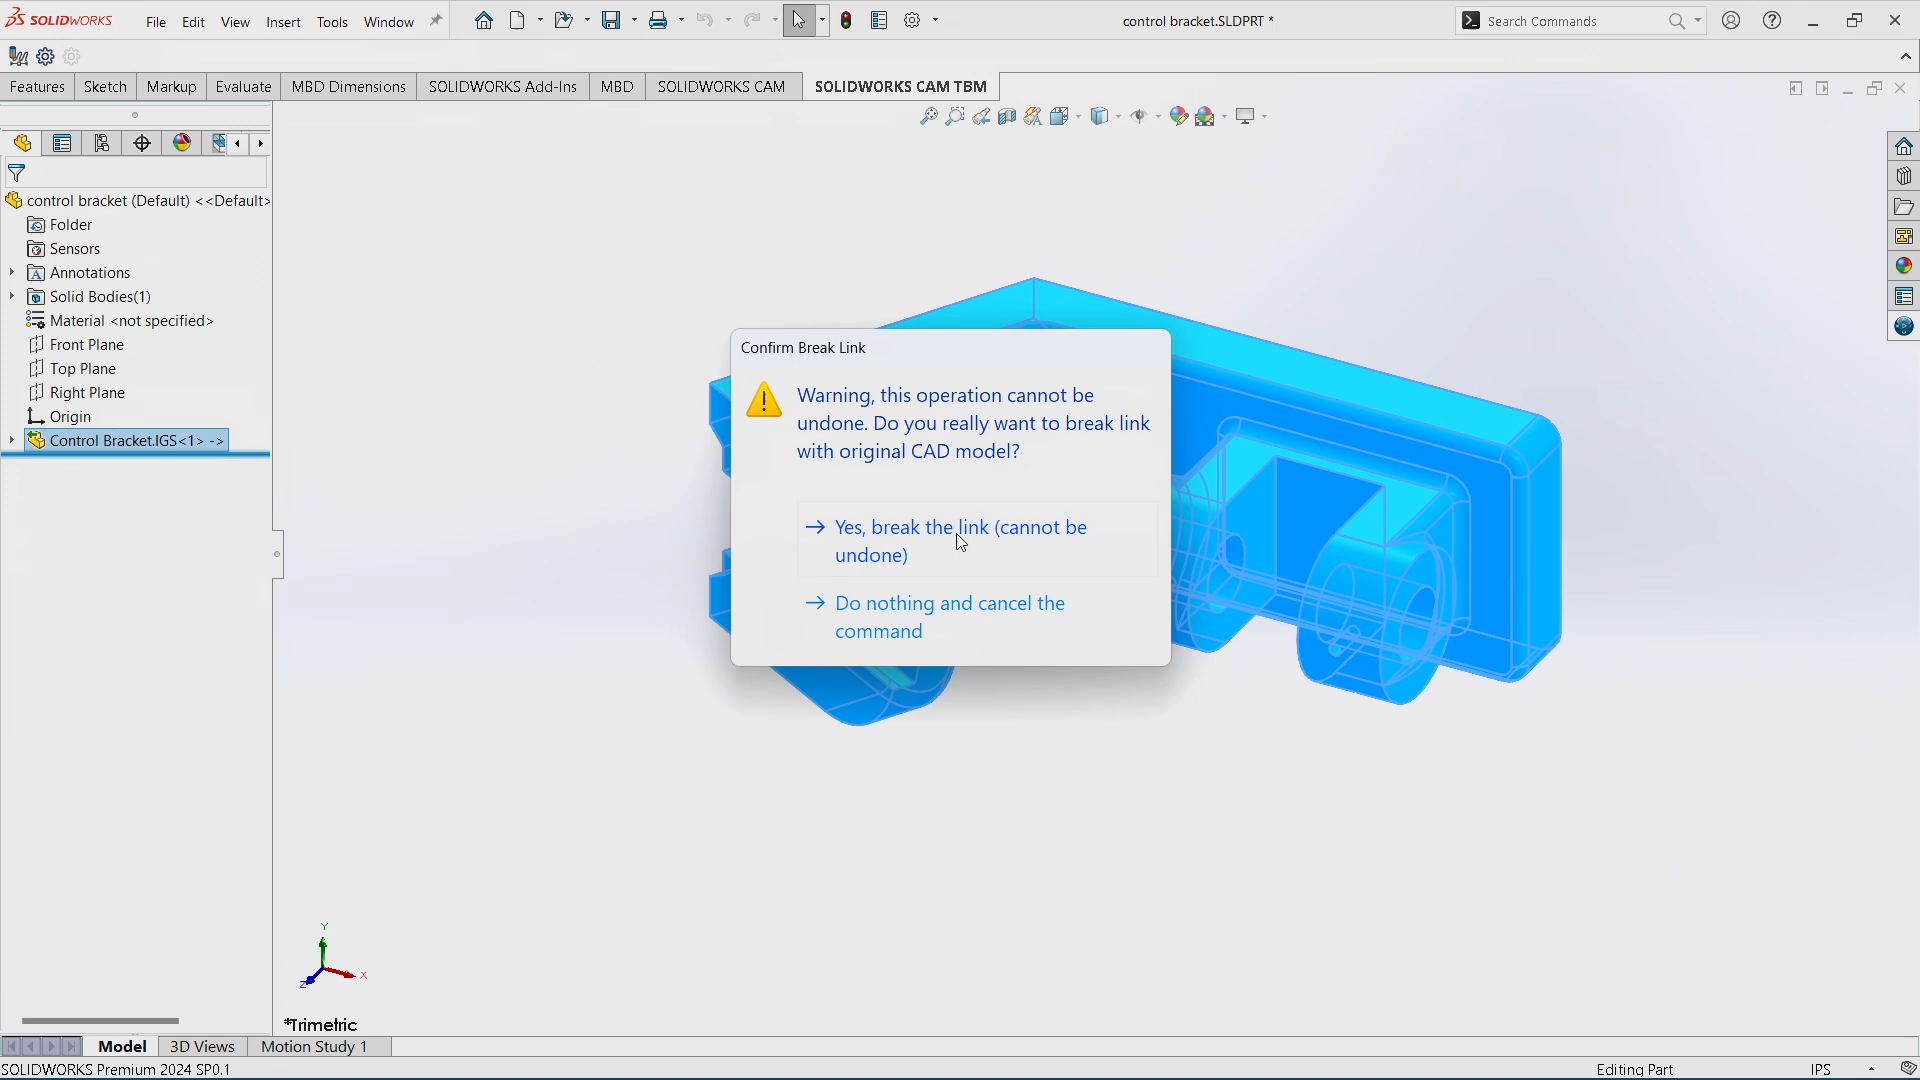 SOLIDWORKS File Edit View Insert Tools Window control bracket.SLDPRT * Search Commands
Features Sketch Markup Evaluate MBD Dimensions SOLIDWORKS Add-Ins MBD SOLIDWORKS CAM SOLIDWORKS CAM TBM
control bracket (Default) <<Default>
Folder
Sensors
Annotations
Solid Bodies(1)
Material <not specified>
Front Plane
Top Plane
Right Plane
Origin
Control Bracket.IGS<1> ->
Confirm Break Link
Warning, this operation cannot be
undone. Do you really want to break link
with original CAD model?
Yes, break the link (cannot be
undone)
Do nothing and cancel the
command
Y
X
Z
*Trimetric
Model 3D Views Motion Study 1
SOLIDWORKS Premium 2024 SP0.1 Editing Part IPS